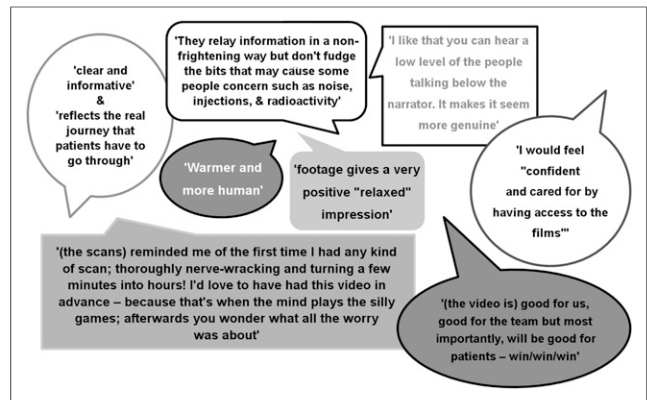 'clear and
informative'
&
'reflects the real
journey that
patients have to
go through'
'They relay information in a non-
frightening way but don't fudge
the bits that may cause some
people concern such as noise,
injections, & radioactivity'
'I like that you can hear a
low level of the people
talking below the
narrator. It makes it seem
more genuine'
'Warmer and
more human'
'footage gives a very
positive "relaxed"
impression'
'I would feel
"confident
and cared for by
having access to the
films"'
'(the scans) reminded me of the first time I had any kind
of scan; thoroughly nerve-wracking and turning a few
minutes into hours! I'd love to have had this video in
advance – because that's when the mind plays the silly
games; afterwards you wonder what all the worry
was about'
'(the video is) good for us,
good for the team but most
importantly, will be good for
patients – win/win/win'